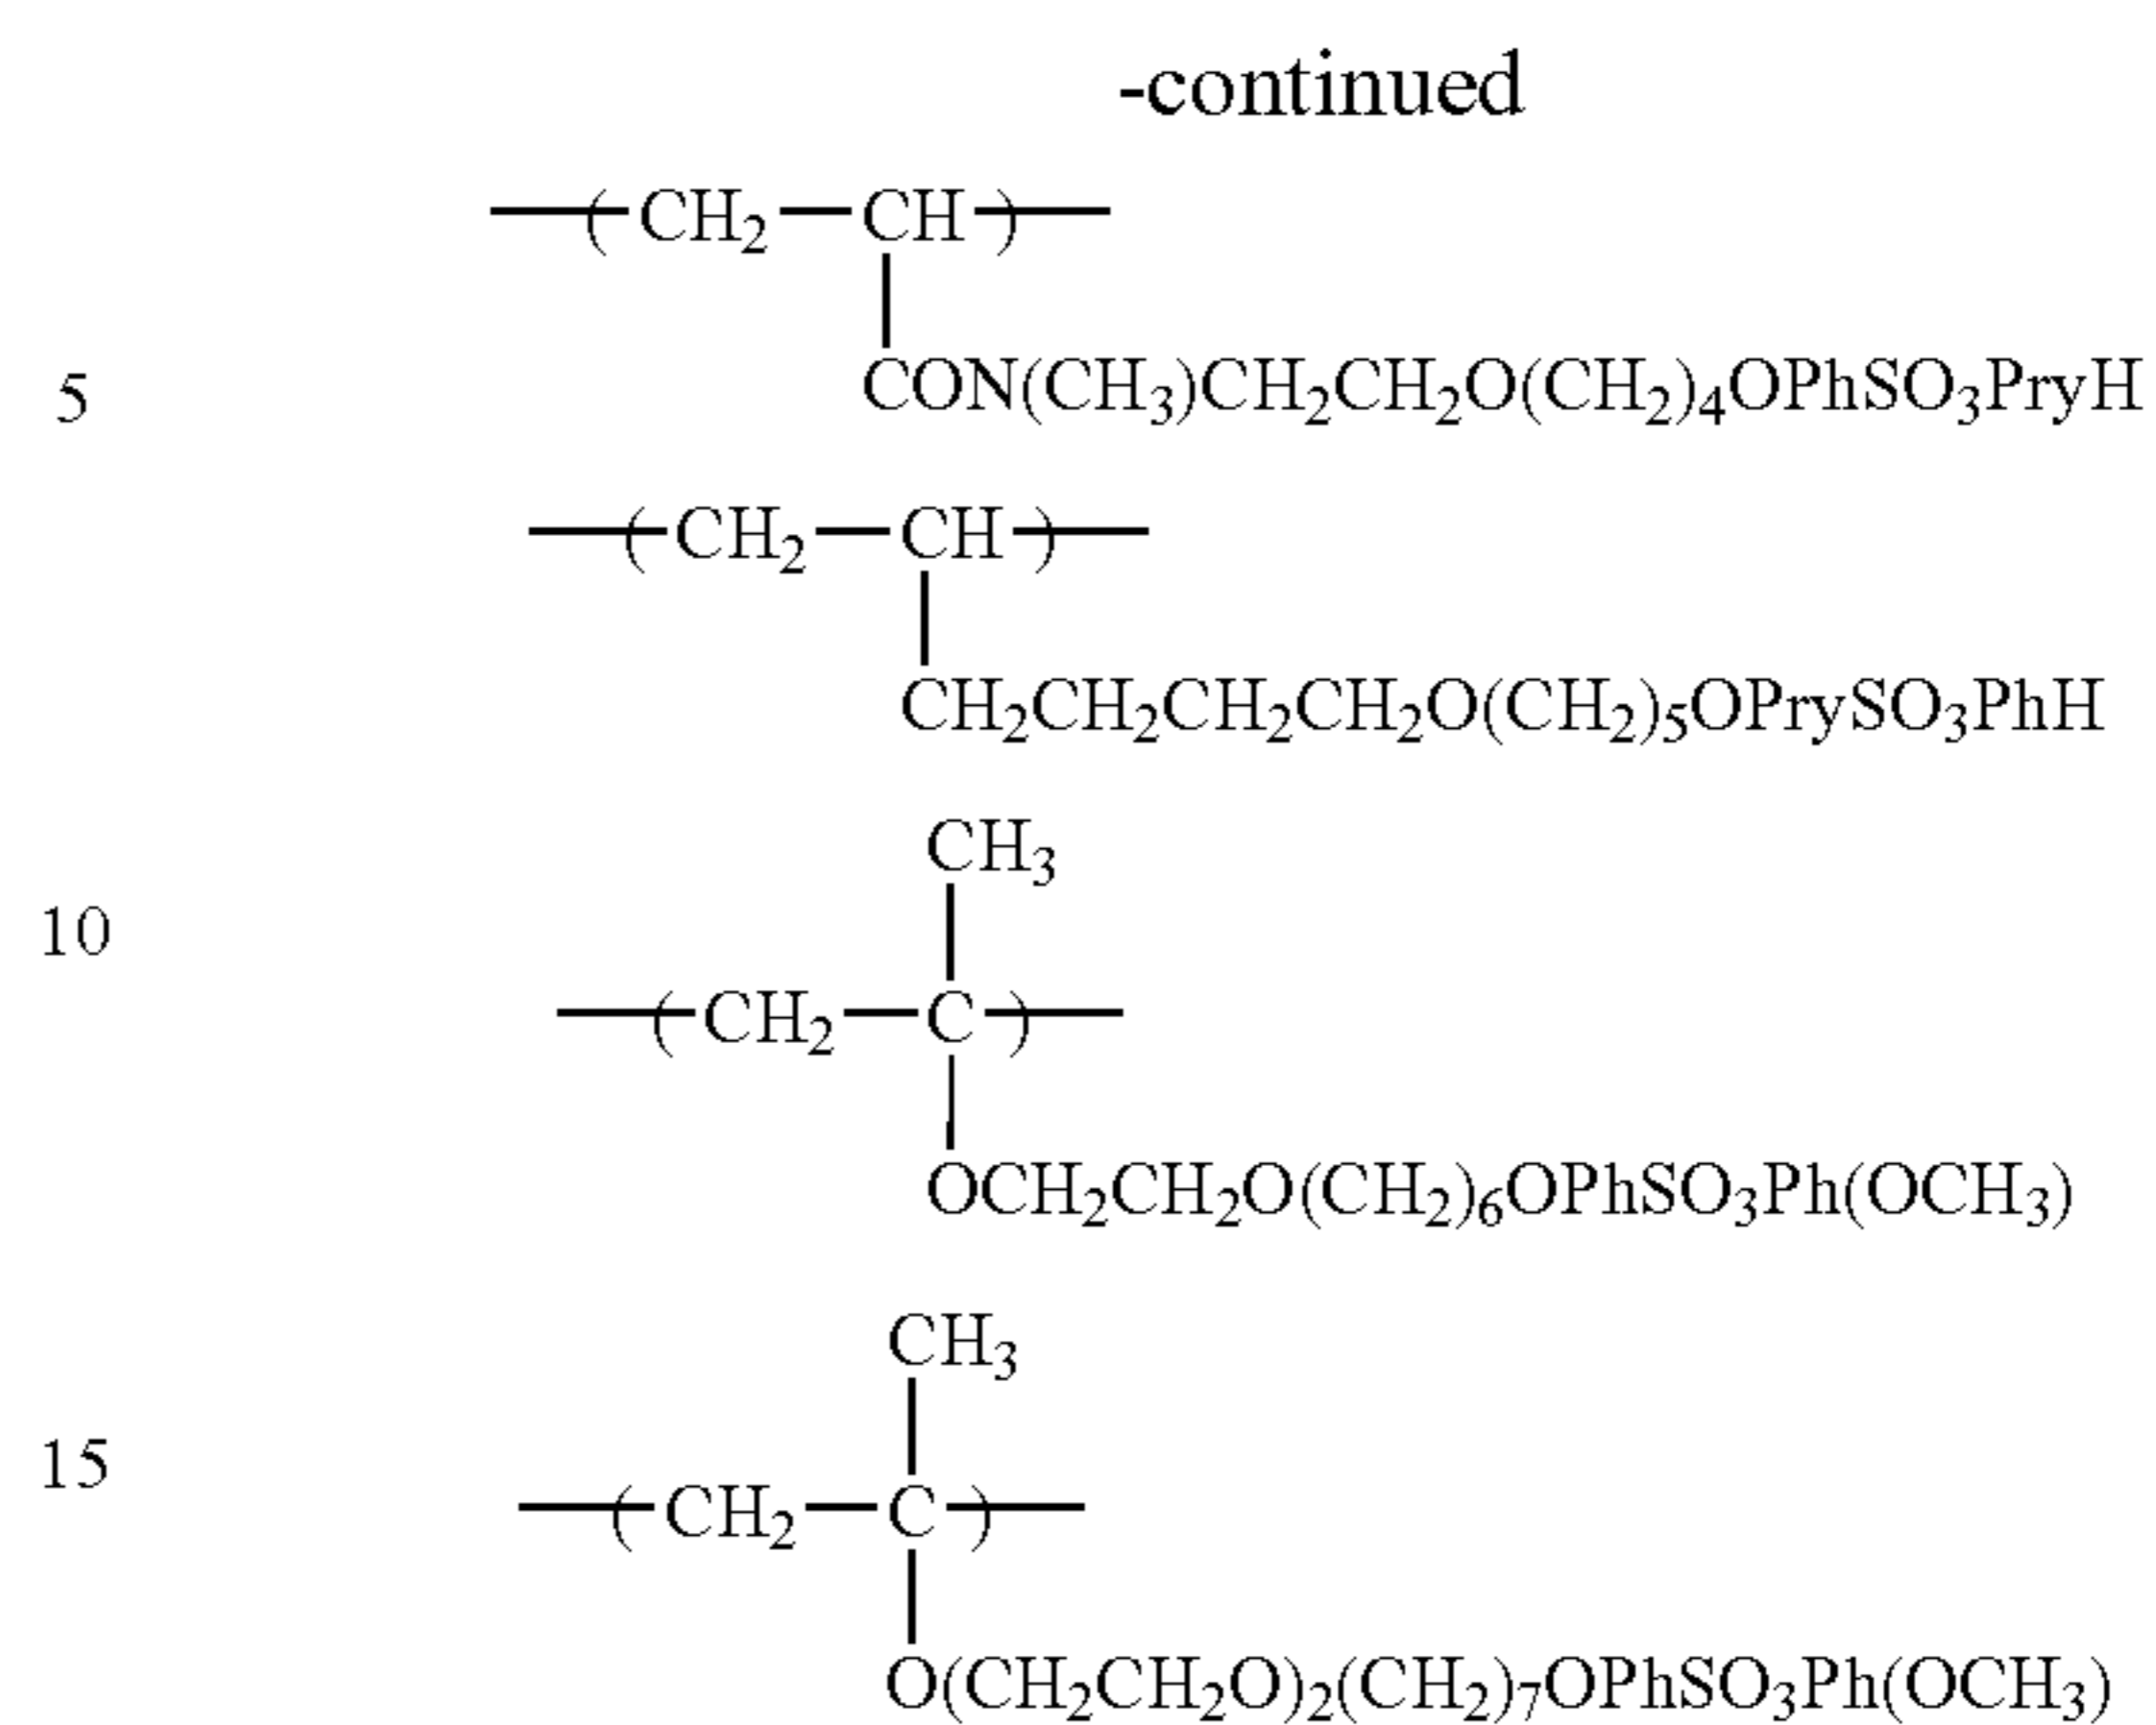 -continued
—( CH2 — CH )—
5 CON(CH3)CH2CH2O(CH2)4OPhSO3PryH
—( CH2 — CH )—
CH2CH2CH2CH2O(CH2)5OPrySO3PhH
CH3
10
—( CH2 — C )—
OCH2CH2O(CH2)6OPhSO3Ph(OCH3)
CH3
15
—( CH2 — C )—
O(CH2CH2O)2(CH2)7OPhSO3Ph(OCH3)